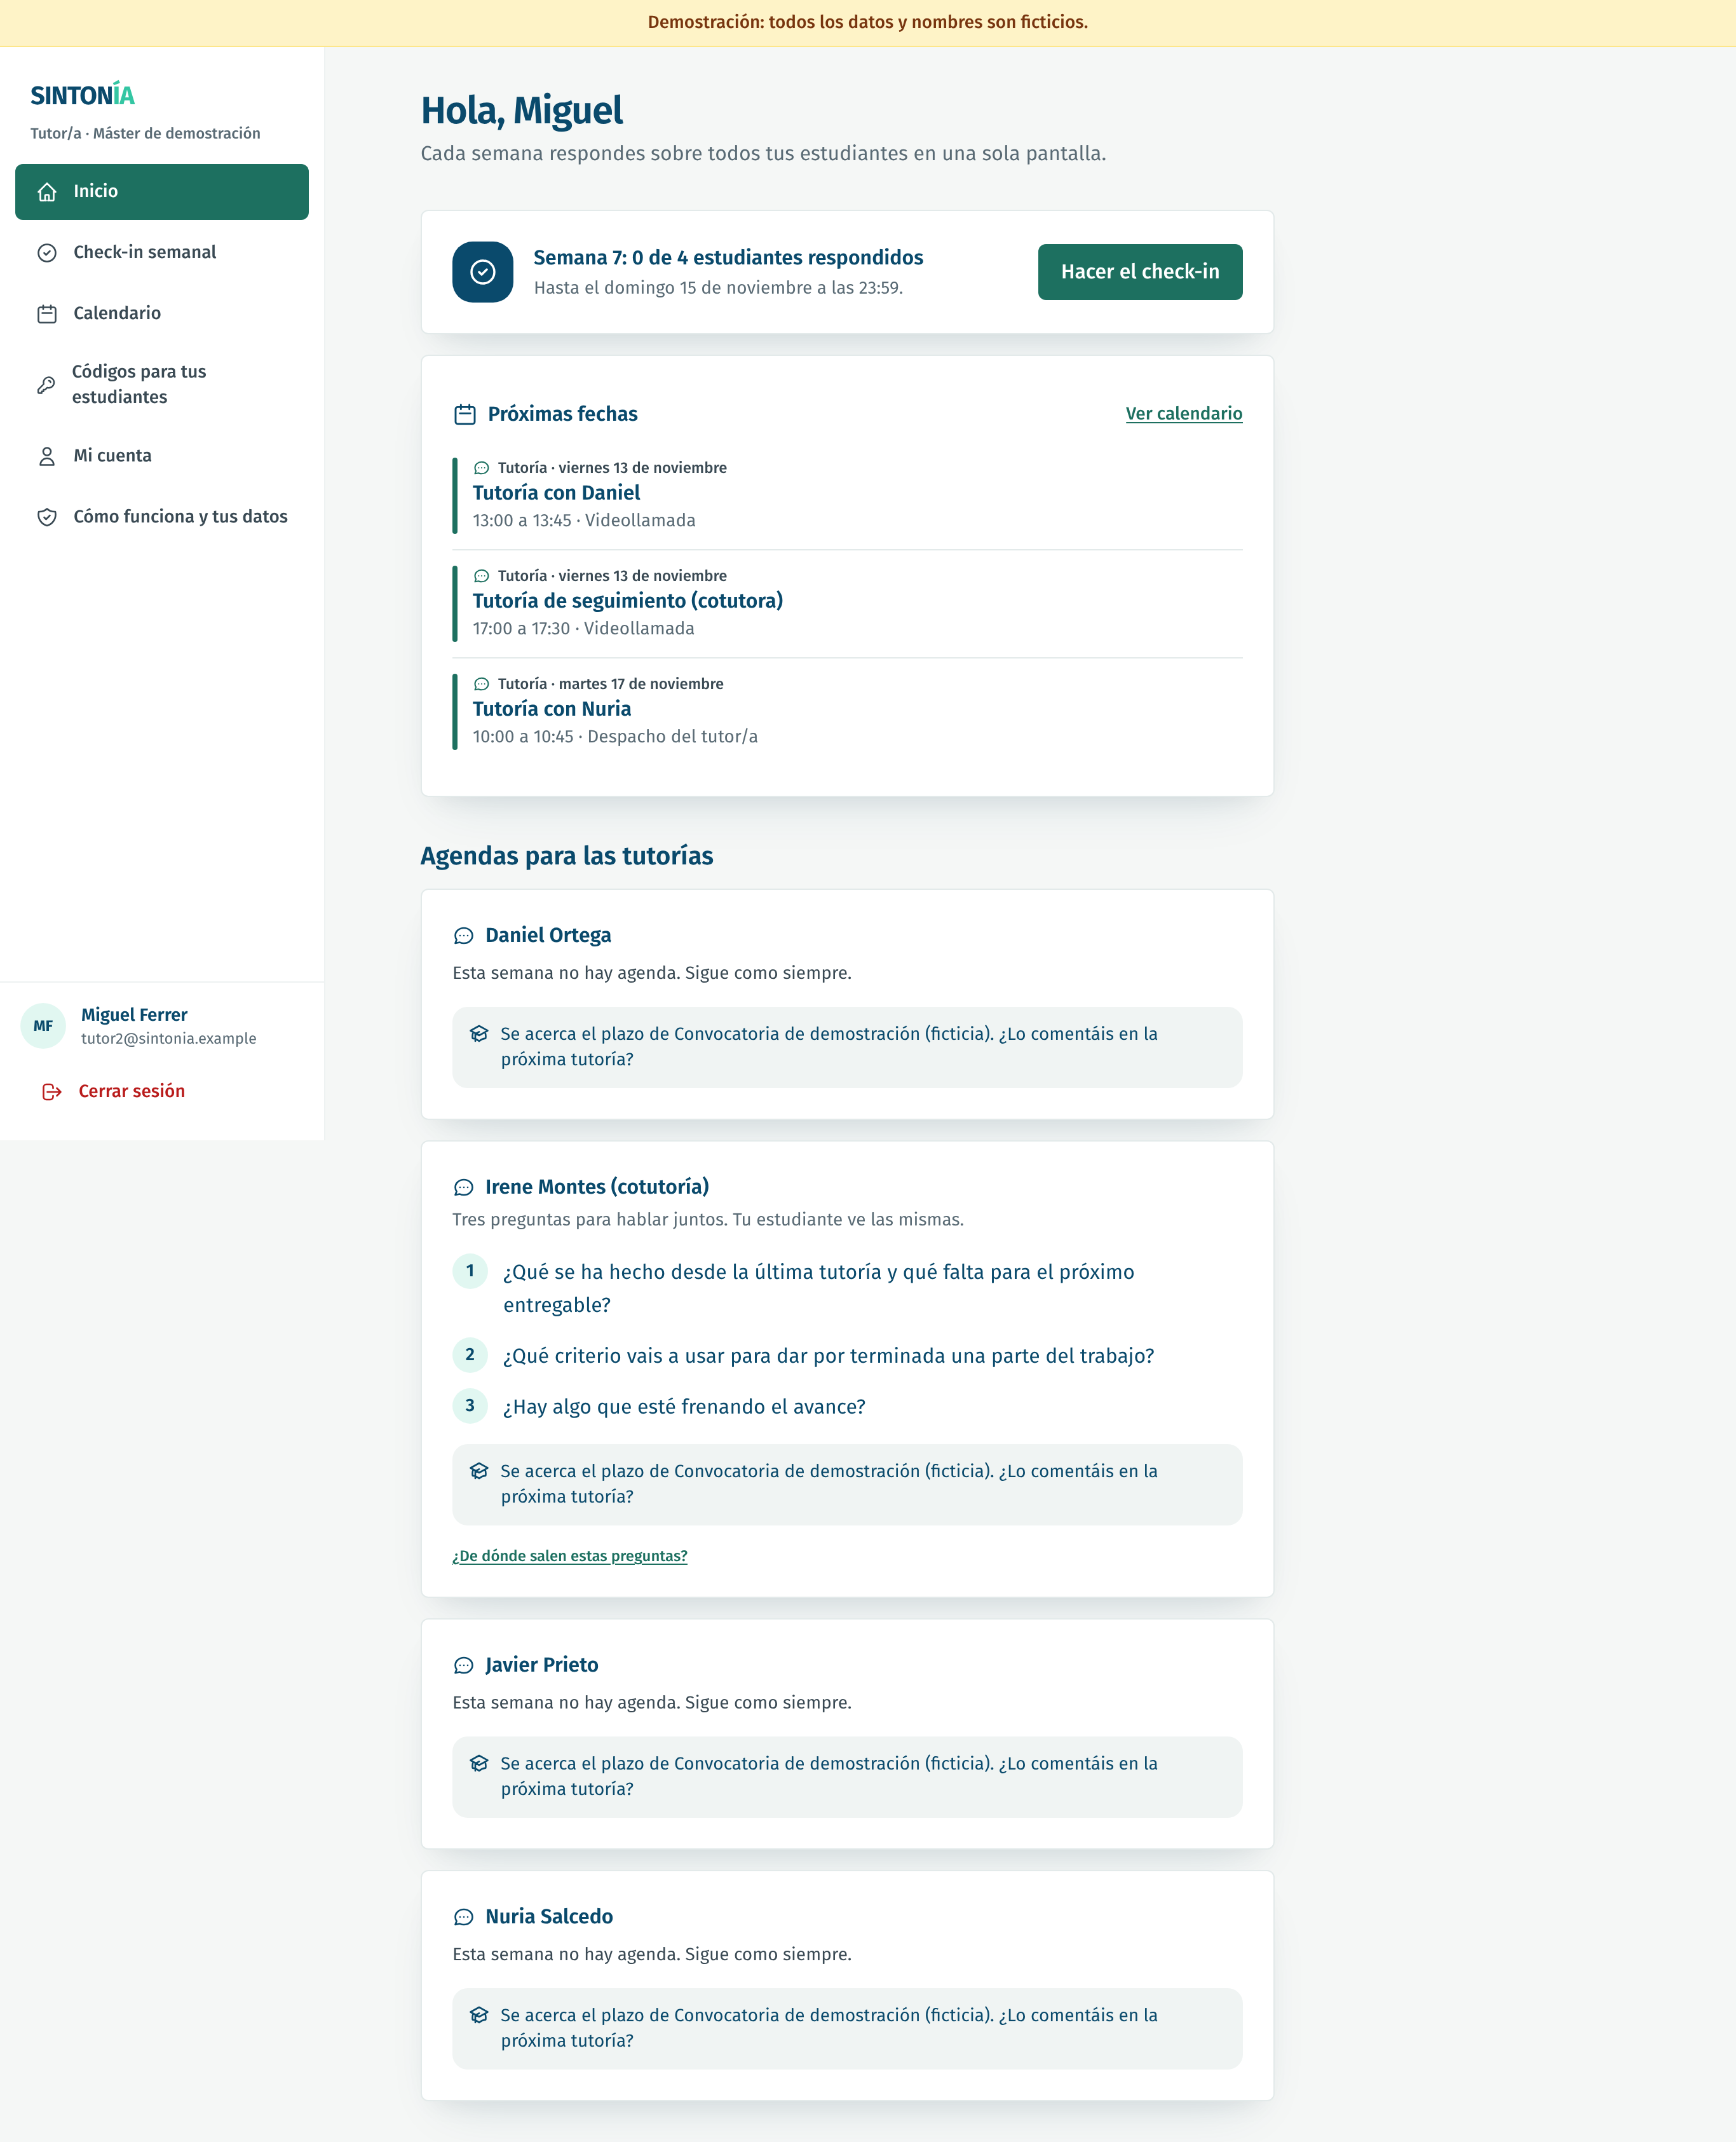 Demostración: todos los datos y nombres son ficticios.
SINTONÍA
Tutor/a · Máster de demostración
Inicio
Check-in semanal
Calendario
Códigos para tus
estudiantes
Mi cuenta
Cómo funciona y tus datos
MF
Miguel Ferrer
tutor2@sintonia.example
Cerrar sesión
Hola, Miguel
Cada semana respondes sobre todos tus estudiantes en una sola pantalla.
Semana 7: 0 de 4 estudiantes respondidos
Hasta el domingo 15 de noviembre a las 23:59.
Hacer el check-in
Próximas fechas
Ver calendario
Tutoría · viernes 13 de noviembre
Tutoría con Daniel
13:00 a 13:45 · Videollamada
Tutoría · viernes 13 de noviembre
Tutoría de seguimiento (cotutora)
17:00 a 17:30 · Videollamada
Tutoría · martes 17 de noviembre
Tutoría con Nuria
10:00 a 10:45 · Despacho del tutor/a
Agendas para las tutorías
Daniel Ortega
Esta semana no hay agenda. Sigue como siempre.
Se acerca el plazo de Convocatoria de demostración (ficticia). ¿Lo comentáis en la
próxima tutoría?
Irene Montes (cotutoría)
Tres preguntas para hablar juntos. Tu estudiante ve las mismas.
1 ¿Qué se ha hecho desde la última tutoría y qué falta para el próximo
entregable?
2 ¿Qué criterio vais a usar para dar por terminada una parte del trabajo?
3 ¿Hay algo que esté frenando el avance?
Se acerca el plazo de Convocatoria de demostración (ficticia). ¿Lo comentáis en la
próxima tutoría?
¿De dónde salen estas preguntas?
Javier Prieto
Esta semana no hay agenda. Sigue como siempre.
Se acerca el plazo de Convocatoria de demostración (ficticia). ¿Lo comentáis en la
próxima tutoría?
Nuria Salcedo
Esta semana no hay agenda. Sigue como siempre.
Se acerca el plazo de Convocatoria de demostración (ficticia). ¿Lo comentáis en la
próxima tutoría?